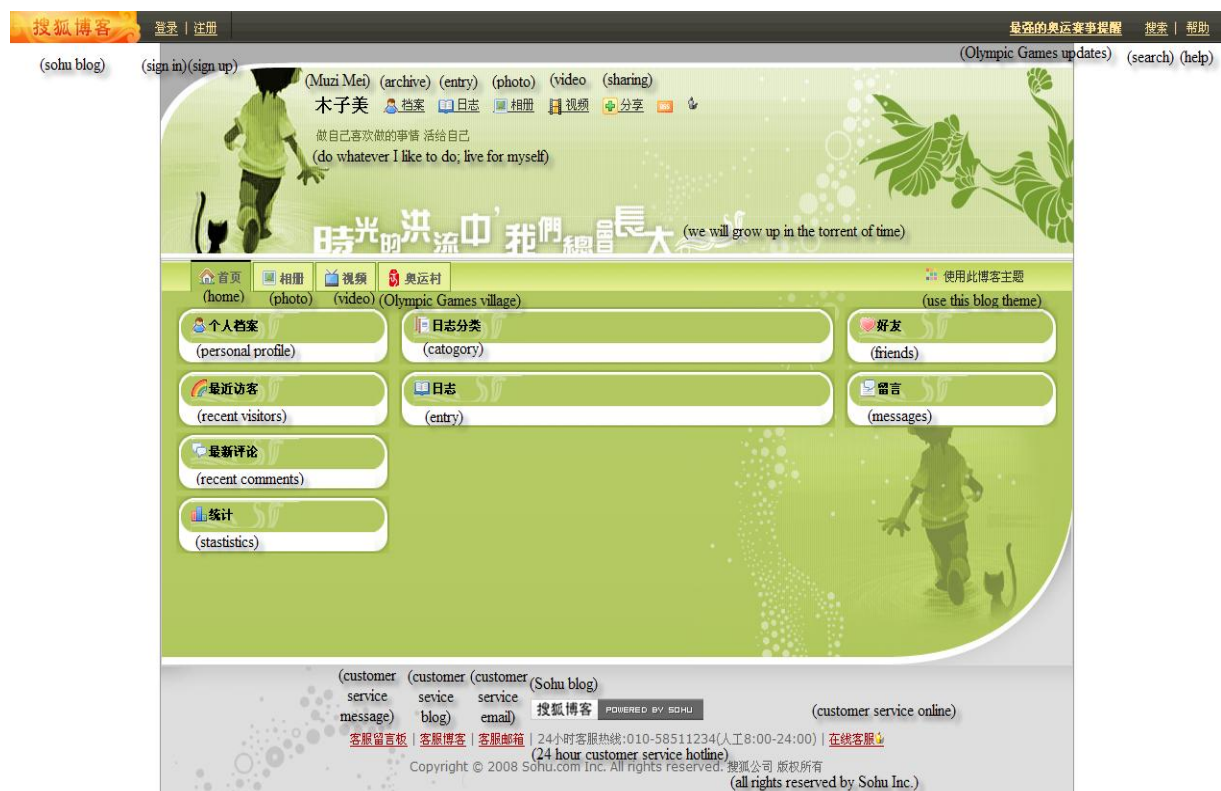 搜狐博客 登录 | 注册 最强的奥运赛事提醒 搜索 | 帮助
(sohu blog) (sign in)(sign up) (Olympic Games updates) (search) (help)
(Muzi Mei) (archive) (entry) (photo) (video (sharing)
木子美 档案 日志 相册 视频 分享
做自己喜欢做的事情 活给自己
(do whatever I like to do; live for myself)
時光的洪流中,我們總會長大 (we will grow up in the torrent of time)
首页 相册 视频 奥运村 使用此博客主题
(home) (photo) (video) (Olympic Games village) (use this blog theme)
个人档案 日志分类 好友
(personal profile) (catogory) (friends)
最近访客 日志 留言
(recent visitors) (entry) (messages)
最新评论
(recent comments)
统计
(stastistics)
(customer (customer (customer (Sohu blog)
service sevice service
message) blog) email) 搜狐博客 POWERED BY SOHU (customer service online)
客服留言板 | 客服博客 | 客服邮箱 | 24小时客服热线:010-58511234(人工8:00-24:00) | 在线客服
(24 hour customer service hotline)
Copyright © 2008 Sohu.com Inc. All rights reserved. 搜狐公司 版权所有
(all rights reserved by Sohu Inc.)